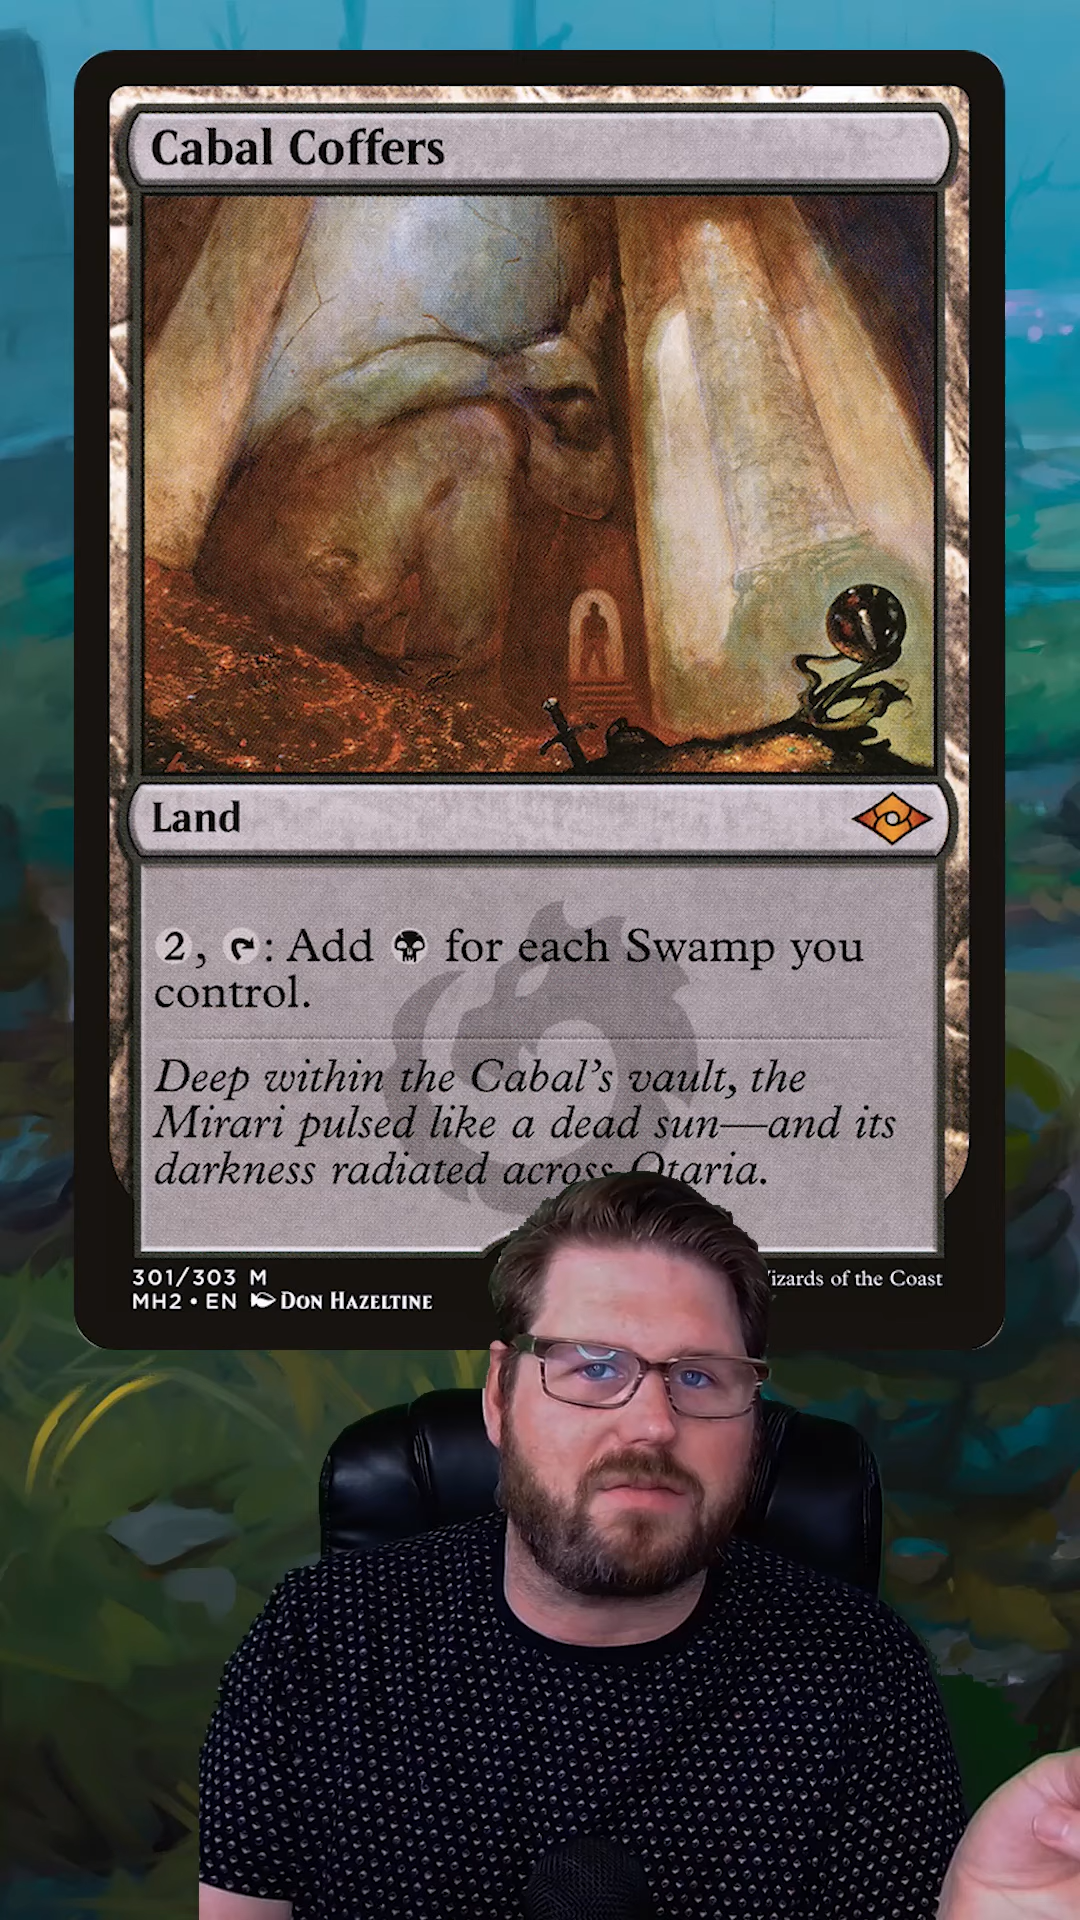 Cabal Coffers
Land
2, : Add for each Swamp you
control.
Deep within the Cabal's vault, the
Mirari pulsed like a dead sun—and its
darkness radiated across Otaria.
301/303 M
MH2 • EN DON HAZELTINE
of the Coast